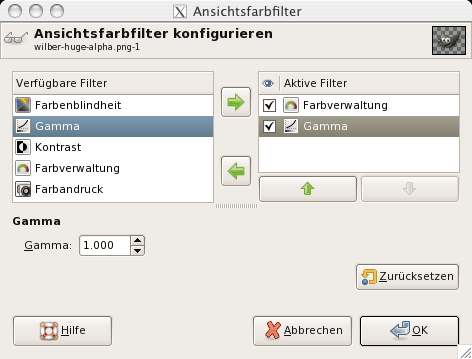 Ansichtsfarbfilter
Ansichtsfarbfilter konfigurieren
wilber-huge-alpha.png-1
Verfügbare Filter
Farbenblindheit
Gamma
Kontrast
Farbverwaltung
Farbandruck
Aktive Filter
Farbverwaltung
Gamma
Gamma
Gamma: 1.000
Zurücksetzen
Hilfe
Abbrechen
OK